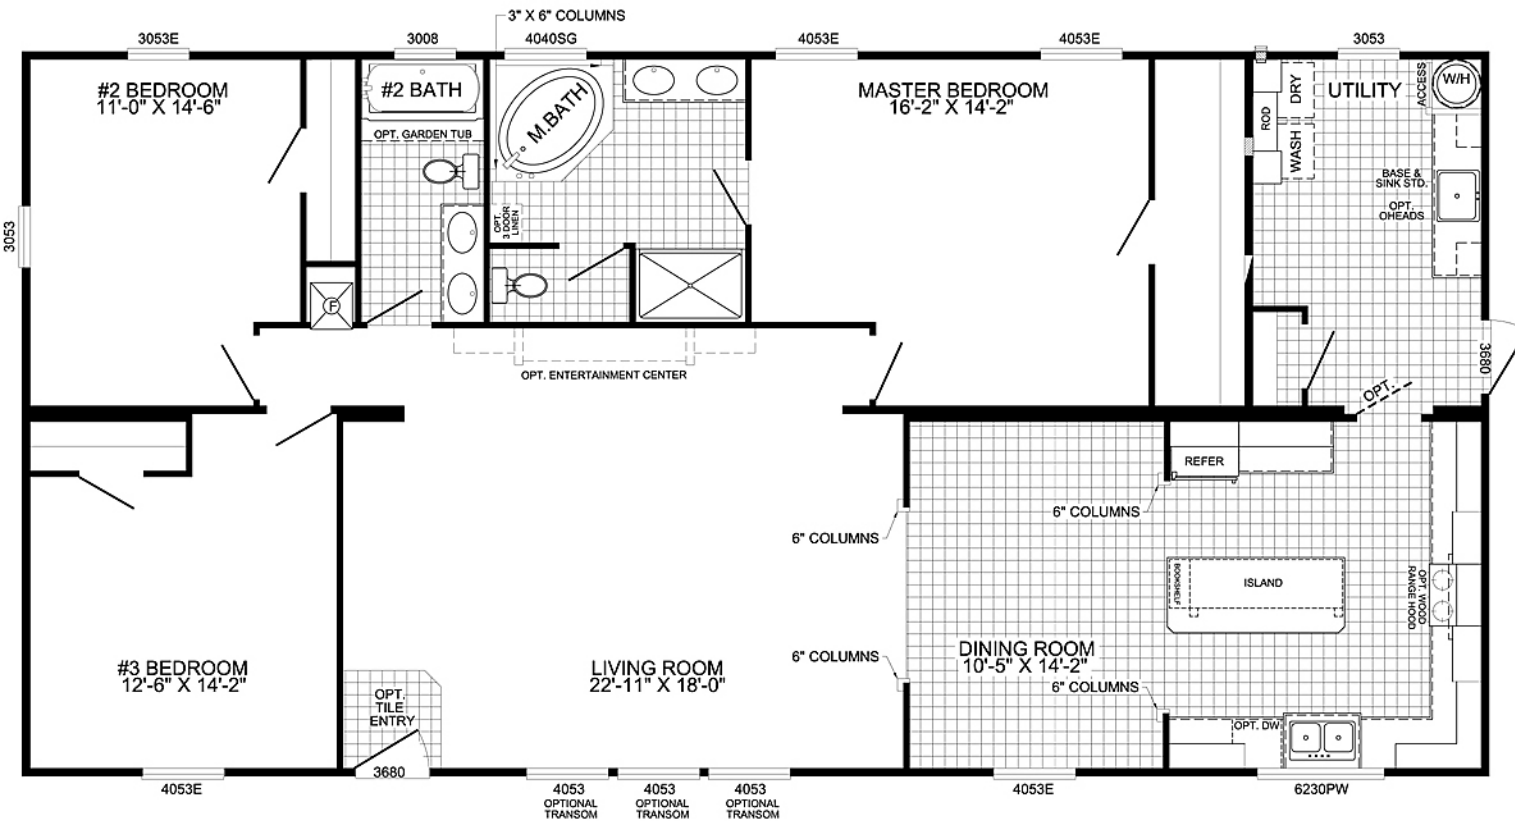 3" X 6" COLUMNS
3053E
3008
4040SG
4053E
4053E
3053
#2 BEDROOM
11'-0" X 14'-6"
#2 BATH
OPT. GARDEN TUB
M.BATH
MASTER BEDROOM
16'-2" X 14'-2"
ROD
DRY
WASH
UTILITY
ACCESS
W/H
BASE &
SINK STD.
OPT.
OHEADS
3053
OPT.
3 DOOR
LINEN
F
OPT. ENTERTAINMENT CENTER
3680
OPT.
REFER
6" COLUMNS
6" COLUMNS
BOOKSHELF
ISLAND
OPT. WOOD
RANGE HOOD
#3 BEDROOM
12'-6" X 14'-2"
LIVING ROOM
22'-11" X 18'-0"
6" COLUMNS
DINING ROOM
10'-5" X 14'-2"
6" COLUMNS
OPT.
TILE
ENTRY
OPT. DW
3680
4053E
4053
OPTIONAL
TRANSOM
4053
OPTIONAL
TRANSOM
4053
OPTIONAL
TRANSOM
4053E
6230PW